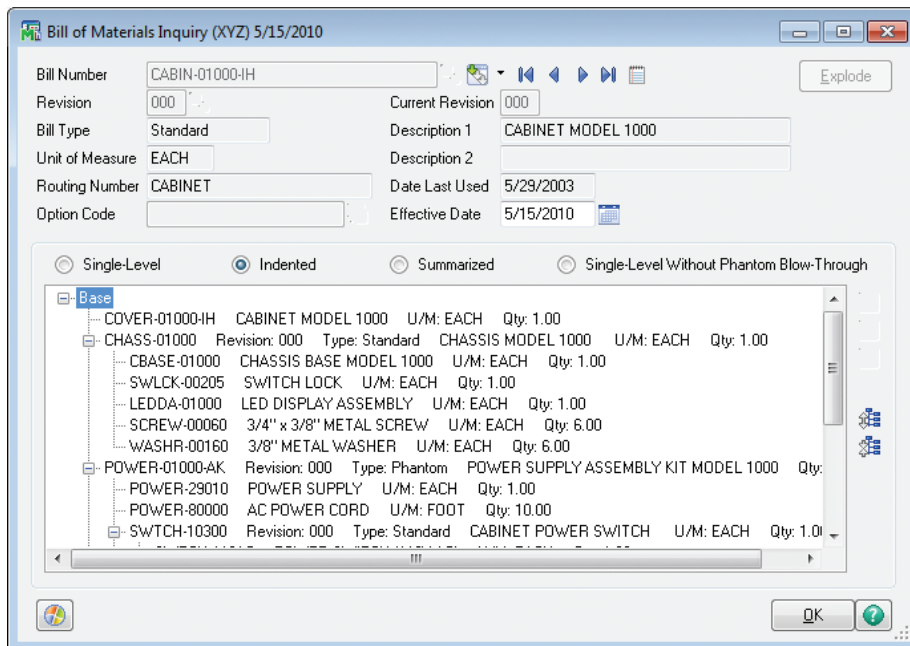 Bill of Materials Inquiry (XYZ) 5/15/2010
Bill Number CABIN-01000-IH Explode
Revision 000 Current Revision 000
Bill Type Standard Description 1 CABINET MODEL 1000
Unit of Measure EACH Description 2
Routing Number CABINET Date Last Used 5/29/2003
Option Code Effective Date 5/15/2010
Single-Level Indented Summarized Single-Level Without Phantom Blow-Through
Base
COVER-01000-IH CABINET MODEL 1000 U/M: EACH Qty: 1.00
CHASS-01000 Revision: 000 Type: Standard CHASSIS MODEL 1000 U/M: EACH Qty: 1.00
CBASE-01000 CHASSIS BASE MODEL 1000 U/M: EACH Qty: 1.00
SWLCK-00205 SWITCH LOCK U/M: EACH Qty: 1.00
LEDDA-01000 LED DISPLAY ASSEMBLY U/M: EACH Qty: 1.00
SCREW-00060 3/4" x 3/8" METAL SCREW U/M: EACH Qty: 6.00
WASHR-00160 3/8" METAL WASHER U/M: EACH Qty: 6.00
POWER-01000-AK Revision: 000 Type: Phantom POWER SUPPLY ASSEMBLY KIT MODEL 1000 Qty:
POWER-29010 POWER SUPPLY U/M: EACH Qty: 1.00
POWER-80000 AC POWER CORD U/M: FOOT Qty: 10.00
SWTCH-10300 Revision: 000 Type: Standard CABINET POWER SWITCH U/M: EACH Qty: 1.0
OK